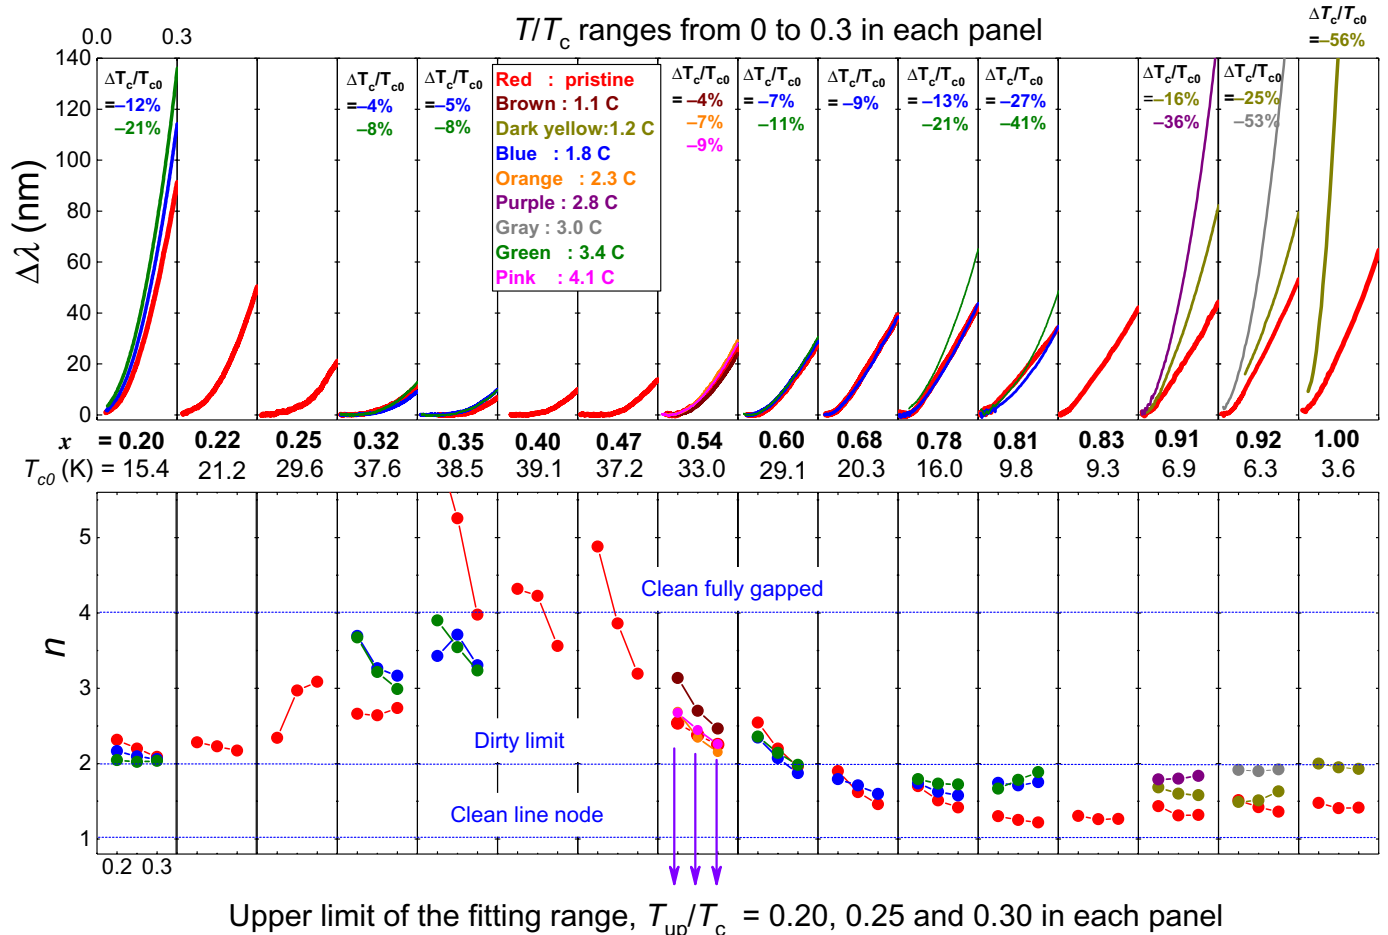 T/Tc ranges from 0 to 0.3 in each panel
0.0 0.3
ΔTc/Tc0
=–12%
–21%
ΔTc/Tc0
=–4%
–8%
ΔTc/Tc0
=–5%
–8%
Red : pristine
Brown : 1.1 C
Dark yellow:1.2 C
Blue : 1.8 C
Orange : 2.3 C
Purple : 2.8 C
Gray : 3.0 C
Green : 3.4 C
Pink : 4.1 C
ΔTc/Tc0
= –4%
–7%
–9%
ΔTc/Tc0
= –7%
–11%
ΔTc/Tc0
= –9%
ΔTc/Tc0
= –13%
–21%
ΔTc/Tc0
= –27%
–41%
ΔTc/Tc0
=–16%
–36%
ΔTc/Tc0
=–25%
–53%
ΔTc/Tc0
=–56%
Δλ (nm)
140
120
100
80
60
40
20
0
x = 0.20 0.22 0.25 0.32 0.35 0.40 0.47 0.54 0.60 0.68 0.78 0.81 0.83 0.91 0.92 1.00
Tc0 (K) = 15.4 21.2 29.6 37.6 38.5 39.1 37.2 33.0 29.1 20.3 16.0 9.8 9.3 6.9 6.3 3.6
n
5
4
3
2
1
Clean fully gapped
Dirty limit
Clean line node
0.2 0.3
Upper limit of the fitting range, Tup/Tc = 0.20, 0.25 and 0.30 in each panel